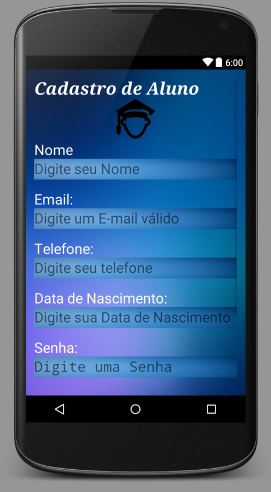 6:00
Cadastro de Aluno
Nome
Digite seu Nome
Email:
Digite um E-mail válido
Telefone:
Digite seu telefone
Data de Nascimento:
Digite sua Data de Nascimento
Senha:
Digite uma Senha